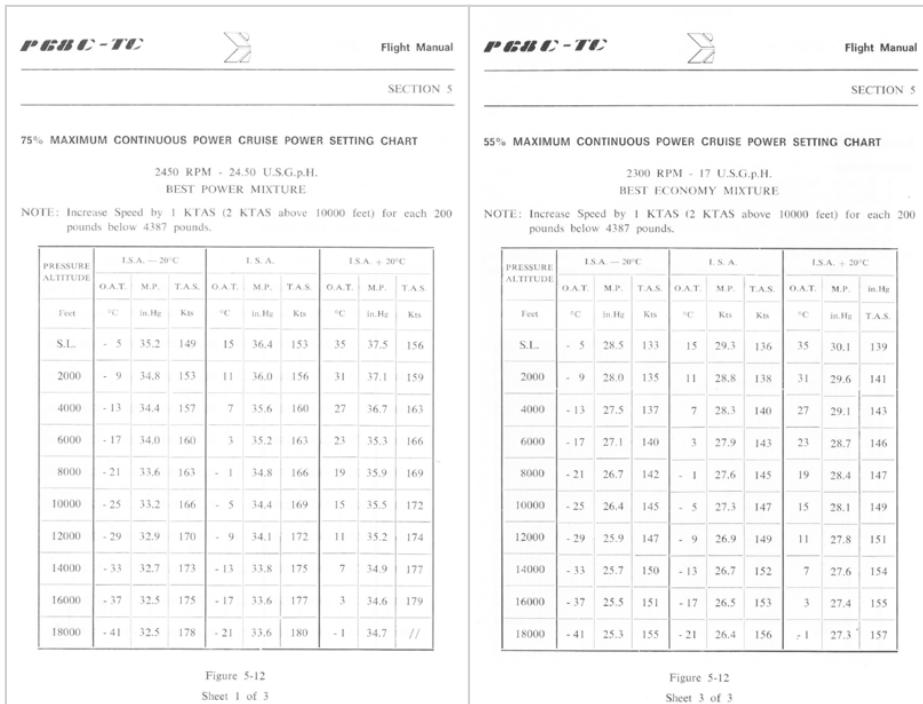 P68C-TC
Flight Manual
SECTION 5
75% MAXIMUM CONTINUOUS POWER CRUISE POWER SETTING CHART
2450 RPM - 24.50 U.S.G.p.H.
BEST POWER MIXTURE
NOTE: Increase Speed by 1 KTAS (2 KTAS above 10000 feet) for each 200
pounds below 4387 pounds.
PRESSURE ALTITUDE I.S.A. — 20°C I. S. A. I.S.A. + 20°C
O.A.T. M.P. T.A.S. O.A.T. M.P. T.A.S. O.A.T. M.P. T.A.S.
Feet °C in.Hg Kts °C in.Hg Kts °C in.Hg Kts
S.L. - 5 35.2 149 15 36.4 153 35 37.5 156
2000 - 9 34.8 153 11 36.0 156 31 37.1 159
4000 - 13 34.4 157 7 35.6 160 27 36.7 163
6000 - 17 34.0 160 3 35.2 163 23 35.3 166
8000 - 21 33.6 163 - 1 34.8 166 19 35.9 169
10000 - 25 33.2 166 - 5 34.4 169 15 35.5 172
12000 - 29 32.9 170 - 9 34.1 172 11 35.2 174
14000 - 33 32.7 173 - 13 33.8 175 7 34.9 177
16000 - 37 32.5 175 - 17 33.6 177 3 34.6 179
18000 - 41 32.5 178 - 21 33.6 180 - 1 34.7 //
Figure 5-12
Sheet 1 of 3
P68C-TC
Flight Manual
SECTION 5
55% MAXIMUM CONTINUOUS POWER CRUISE POWER SETTING CHART
2300 RPM - 17 U.S.G.p.H.
BEST ECONOMY MIXTURE
NOTE: Increase Speed by 1 KTAS (2 KTAS above 10000 feet) for each 200
pounds below 4387 pounds.
PRESSURE ALTITUDE I.S.A. — 20°C I. S. A. I.S.A. + 20°C
O.A.T. M.P. T.A.S. O.A.T. M.P. T.A.S. O.A.T. M.P. in.Hg
Feet °C in.Hg Kts °C in.Hg Kts °C in.Hg T.A.S.
S.L. - 5 28.5 133 15 29.3 136 35 30.1 139
2000 - 9 28.0 135 11 28.8 138 31 29.6 141
4000 - 13 27.5 137 7 28.3 140 27 29.1 143
6000 - 17 27.1 140 3 27.9 143 23 28.7 146
8000 - 21 26.7 142 - 1 27.6 145 19 28.4 147
10000 - 25 26.4 145 - 5 27.3 147 15 28.1 149
12000 - 29 25.9 147 - 9 26.9 149 11 27.8 151
14000 - 33 25.7 150 - 13 26.7 152 7 27.6 154
16000 - 37 25.5 151 - 17 26.5 153 3 27.4 155
18000 - 41 25.3 155 - 21 26.4 156 - 1 27.3 157
Figure 5-12
Sheet 3 of 3